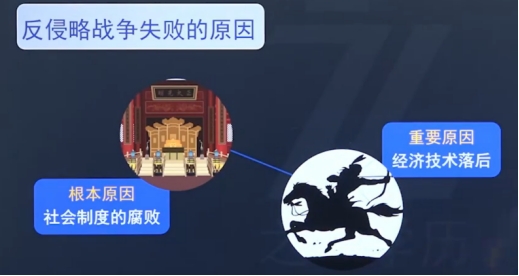 反侵略战争失败的原因
重要原因
经济技术落后
根本原因
社会制度的腐败